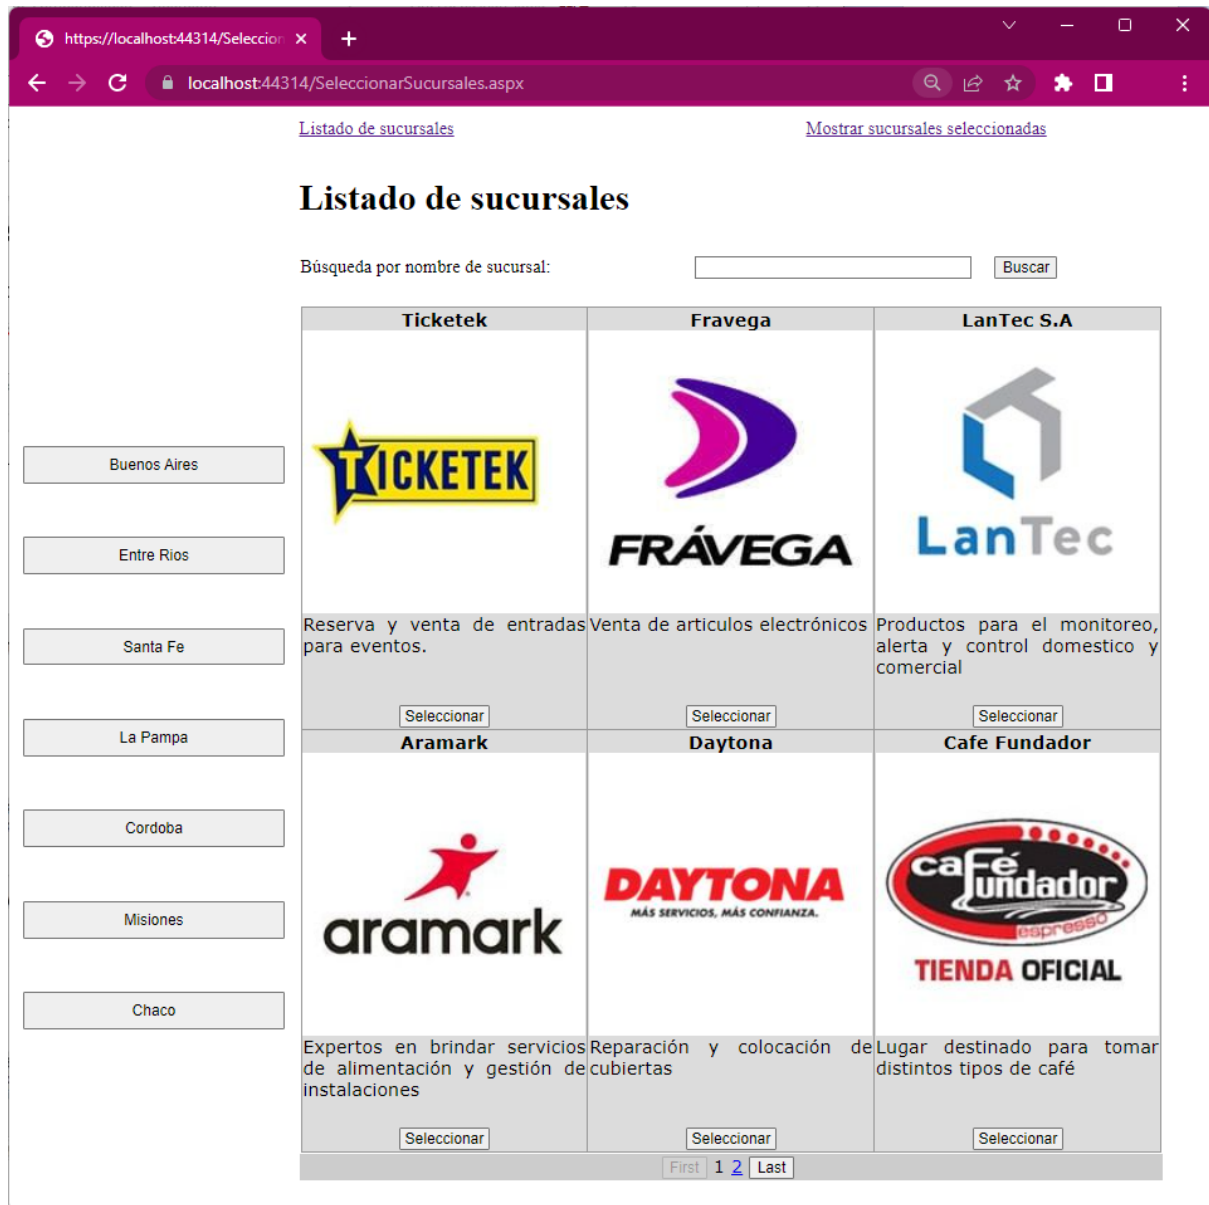 https://localhost:44314/Seleccion
localhost:44314/SeleccionarSucursales.aspx
Listado de sucursales
Mostrar sucursales seleccionadas
Listado de sucursales
Búsqueda por nombre de sucursal:
Buscar
Buenos Aires
Entre Rios
Santa Fe
La Pampa
Cordoba
Misiones
Chaco
Ticketek
Fravega
LanTec S.A
TICKETEK
FRÁVEGA
LanTec
Reserva y venta de entradas
para eventos.
Venta de articulos electrónicos
Productos para el monitoreo,
alerta y control domestico y
comercial
Seleccionar
Seleccionar
Seleccionar
Aramark
Daytona
Cafe Fundador
aramark
DAYTONA
MÁS SERVICIOS, MÁS CONFIANZA.
café
fundador
espresso
TIENDA OFICIAL
Expertos en brindar servicios
de alimentación y gestión de
instalaciones
Reparación y colocación de
cubiertas
Lugar destinado para tomar
distintos tipos de café
Seleccionar
Seleccionar
Seleccionar
First 1 2 Last